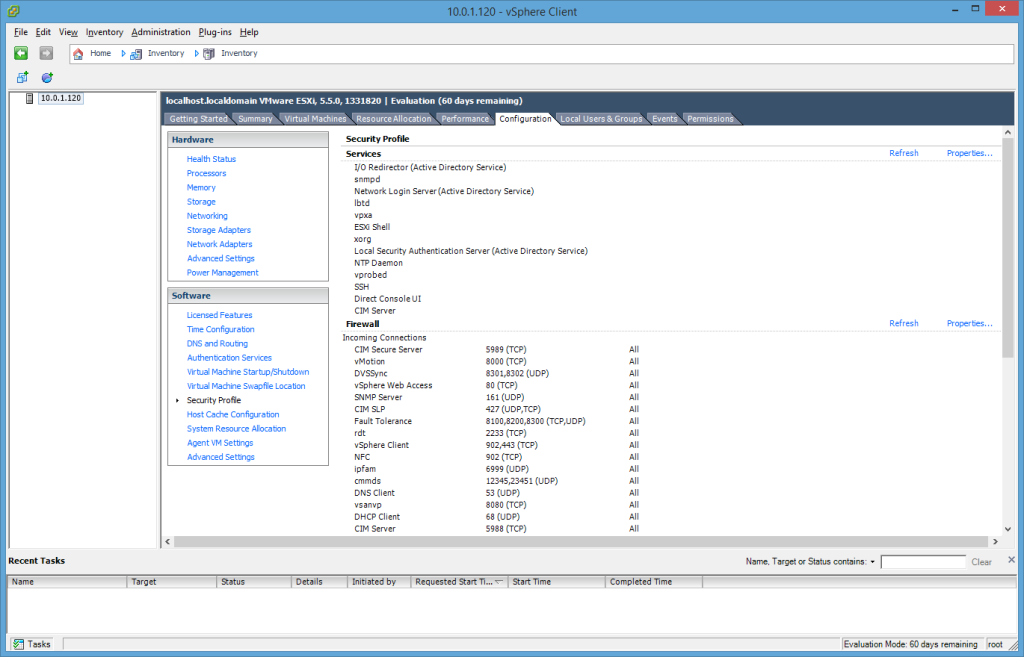 10.0.1.120 - vSphere Client
File Edit View Inventory Administration Plug-ins Help
Home Inventory Inventory
10.0.1.120
localhost.localdomain VMware ESXi, 5.5.0, 1331820 | Evaluation (60 days remaining)
Getting Started Summary Virtual Machines Resource Allocation Performance Configuration Local Users & Groups Events Permissions
Hardware
Health Status
Processors
Memory
Storage
Networking
Storage Adapters
Network Adapters
Advanced Settings
Power Management
Software
Licensed Features
Time Configuration
DNS and Routing
Authentication Services
Virtual Machine Startup/Shutdown
Virtual Machine Swapfile Location
Security Profile
Host Cache Configuration
System Resource Allocation
Agent VM Settings
Advanced Settings
Security Profile
Services Refresh Properties...
I/O Redirector (Active Directory Service)
snmpd
Network Login Server (Active Directory Service)
lbtd
vpxa
ESXi Shell
xorg
Local Security Authentication Server (Active Directory Service)
NTP Daemon
vprobed
SSH
Direct Console UI
CIM Server
Firewall Refresh Properties...
Incoming Connections
CIM Secure Server 5989 (TCP) All
vMotion 8000 (TCP) All
DVSSync 8301,8302 (UDP) All
vSphere Web Access 80 (TCP) All
SNMP Server 161 (UDP) All
CIM SLP 427 (UDP,TCP) All
Fault Tolerance 8100,8200,8300 (TCP,UDP) All
rdt 2233 (TCP) All
vSphere Client 902,443 (TCP) All
NFC 902 (TCP) All
ipfam 6999 (UDP) All
cmmds 12345,23451 (UDP) All
DNS Client 53 (UDP) All
vsanvp 8080 (TCP) All
DHCP Client 68 (UDP) All
CIM Server 5988 (TCP) All
Recent Tasks Name, Target or Status contains: Clear
Name Target Status Details Initiated by Requested Start Ti... Start Time Completed Time
Tasks Evaluation Mode: 60 days remaining root